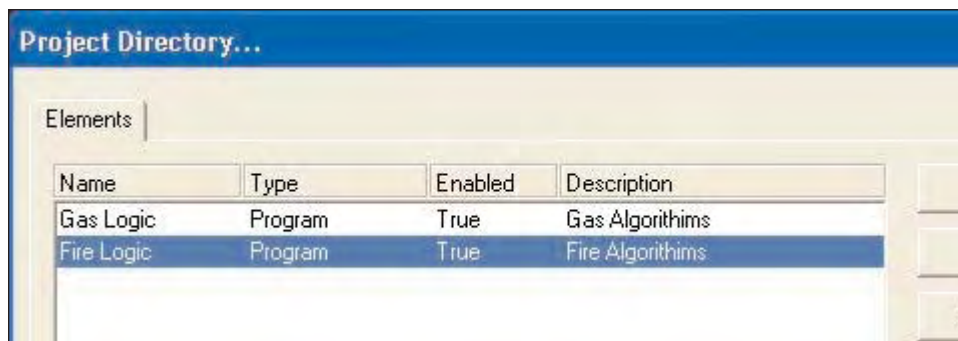 Project Directory...
Elements
Name Type Enabled Description
Gas Logic Program True Gas Algorithims
Fire Logic Program True Fire Algorithims